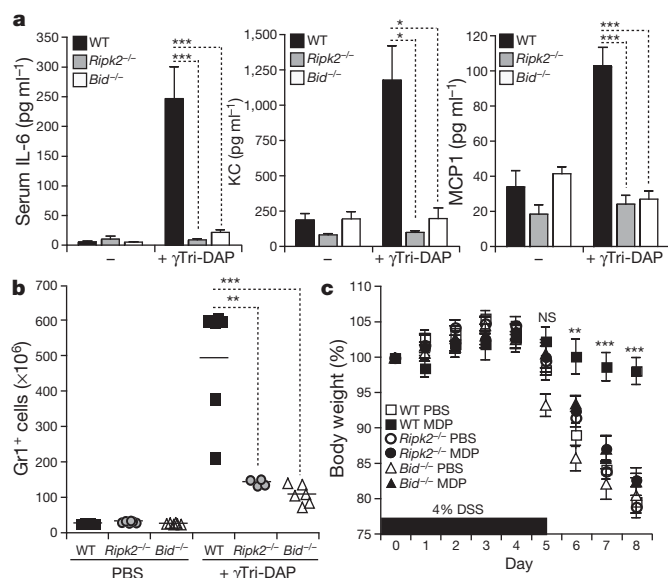 a
WT
Ripk2–/–
Bid–/–
Serum IL-6
(pg ml–1)
350
300
250
200
150
100
50
0
***
***
–
+ γTri-DAP
KC
(pg ml–1)
1,500
1,250
1,000
750
500
250
0
*
*
–
+ γTri-DAP
WT
Ripk2–/–
Bid–/–
MCP1
(pg ml–1)
120
100
80
60
40
20
0
***
***
–
+ γTri-DAP
b
Gr1+ cells (×106)
700
600
500
400
300
200
100
0
***
**
WT Ripk2–/– Bid–/– WT Ripk2–/– Bid–/–
PBS + γTri-DAP
c
Body weight (%)
110
105
100
95
90
85
80
75
NS ** *** ***
WT PBS
WT MDP
Ripk2–/– PBS
Ripk2–/– MDP
Bid–/– PBS
Bid–/– MDP
4% DSS
0 1 2 3 4 5 6 7 8
Day